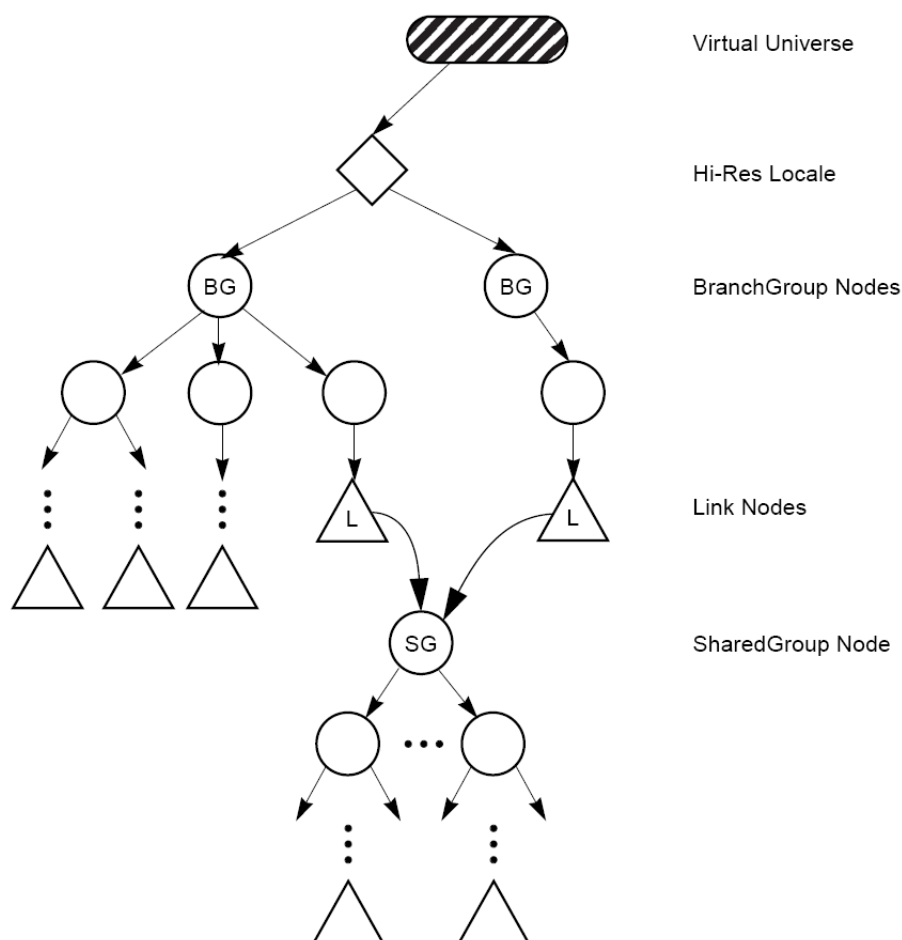 Virtual Universe
Hi-Res Locale
BG
BG
BranchGroup Nodes
L
L
Link Nodes
SG
SharedGroup Node